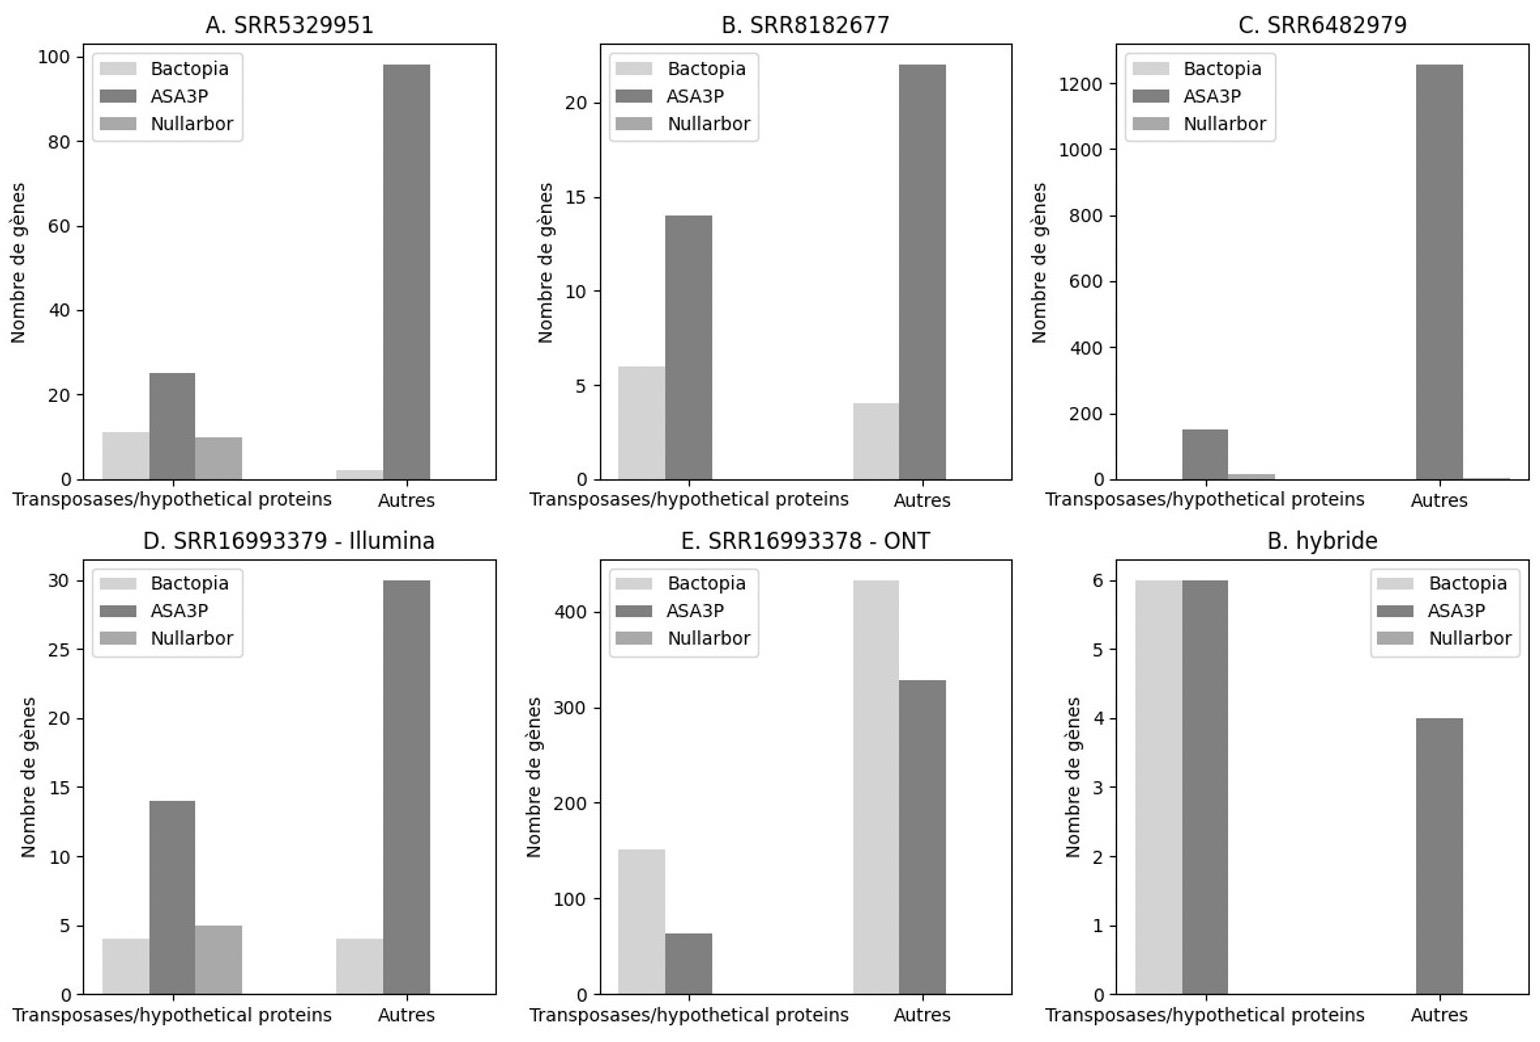 A. SRR5329951
Nombre de gènes
100
80
60
40
20
0
Bactopia
ASA3P
Nullarbor
Transposases/hypothetical proteins
Autres
B. SRR8182677
Nombre de gènes
20
15
10
5
0
Bactopia
ASA3P
Nullarbor
Transposases/hypothetical proteins
Autres
C. SRR6482979
Nombre de gènes
1200
1000
800
600
400
200
0
Bactopia
ASA3P
Nullarbor
Transposases/hypothetical proteins
Autres
D. SRR16993379 - Illumina
Nombre de gènes
30
25
20
15
10
5
0
Bactopia
ASA3P
Nullarbor
Transposases/hypothetical proteins
Autres
E. SRR16993378 - ONT
Nombre de gènes
400
300
200
100
0
Bactopia
ASA3P
Nullarbor
Transposases/hypothetical proteins
Autres
B. hybride
Nombre de gènes
6
5
4
3
2
1
0
Bactopia
ASA3P
Nullarbor
Transposases/hypothetical proteins
Autres